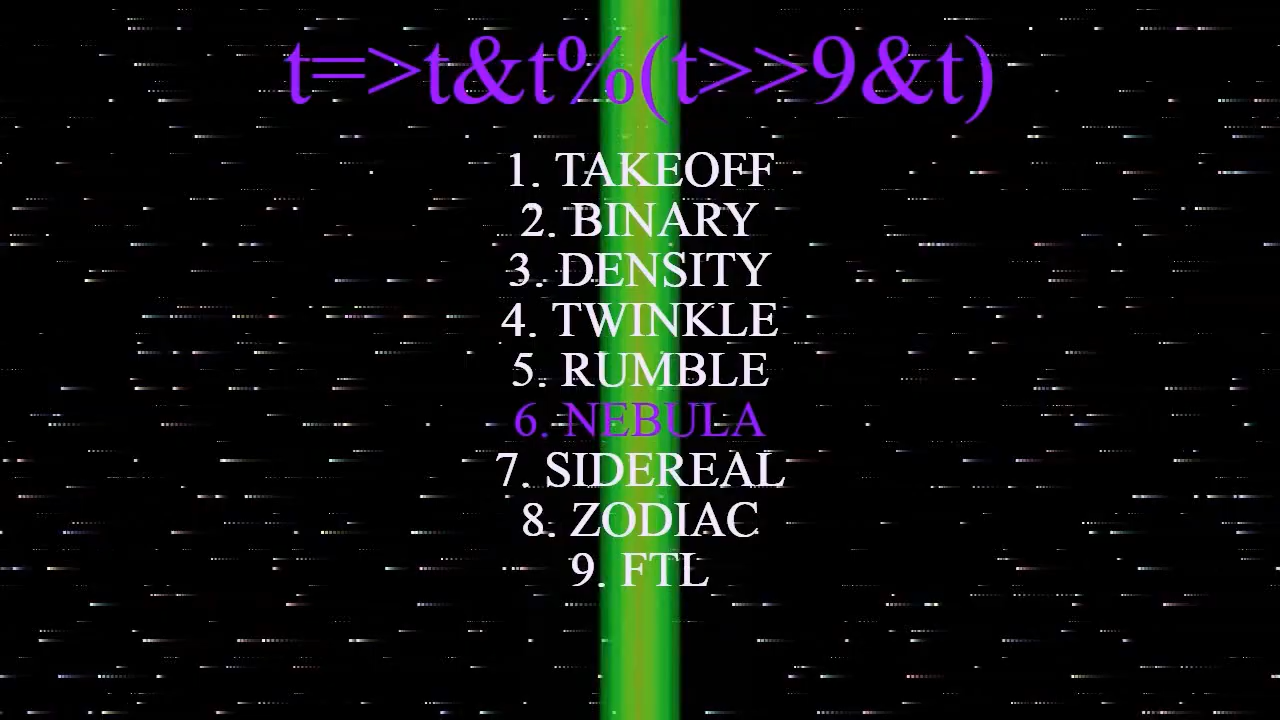 t=>t&t%(t>>9&t)
1. TAKEOFF
2. BINARY
3. DENSITY
4. TWINKLE
5. RUMBLE
6. NEBULA
7. SIDEREAL
8. ZODIAC
9. FTL